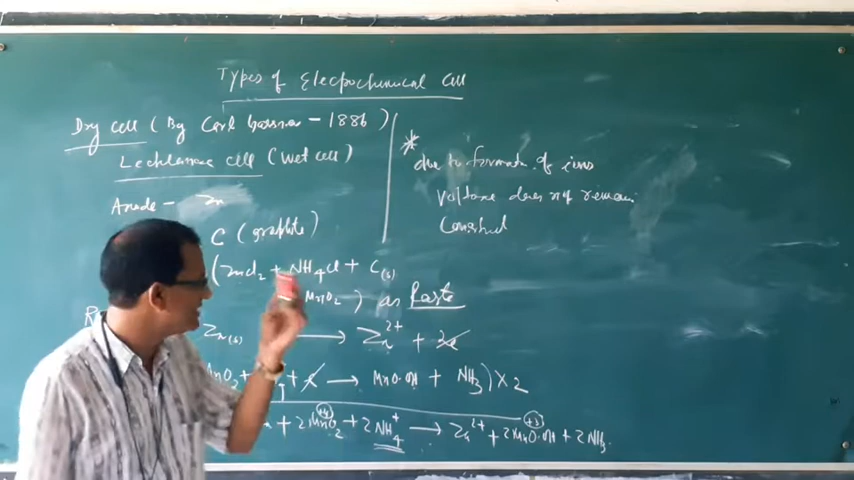 Types of Electrochemical Cell
Dry cell (By Carl Gassner - 1886)
Leclanche cell (Wet cell)
Anode - Zn
C (graphite)
(ZnCl2 + NH4Cl + C(s)
MnO2) as Paste
Zn(s) → Zn2+ + 2e
MnO2 + + e → MnO.OH + NH3) x 2
+ 2MnO2 + 2NH4+ → Zn2+ + 2MnO.OH + 2NH3
+4
+3
* due to formation of ions
Voltage does not remain
Constant